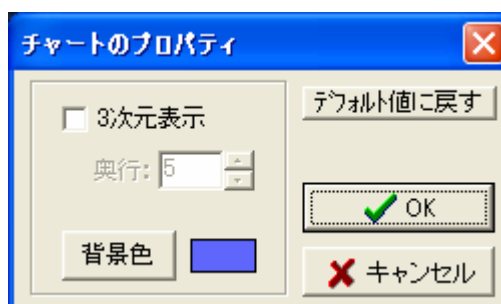 チャートのプロパティ
3次元表示
奥行: 5
背景色
ﾃﾞﾌｫﾙﾄ値に戻す
OK
キャンセル